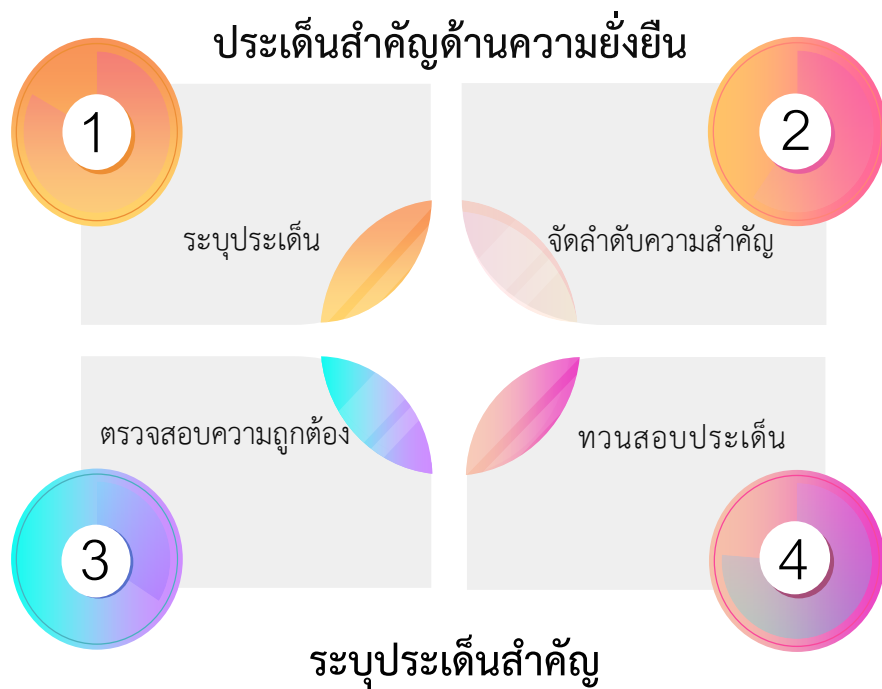 ประเด็นสำคัญด้านความยั่งยืน
1
ระบุประเด็น
2
จัดลำดับความสำคัญ
3
ตรวจสอบความถูกต้อง
4
ทวนสอบประเด็น
ระบุประเด็นสำคัญ